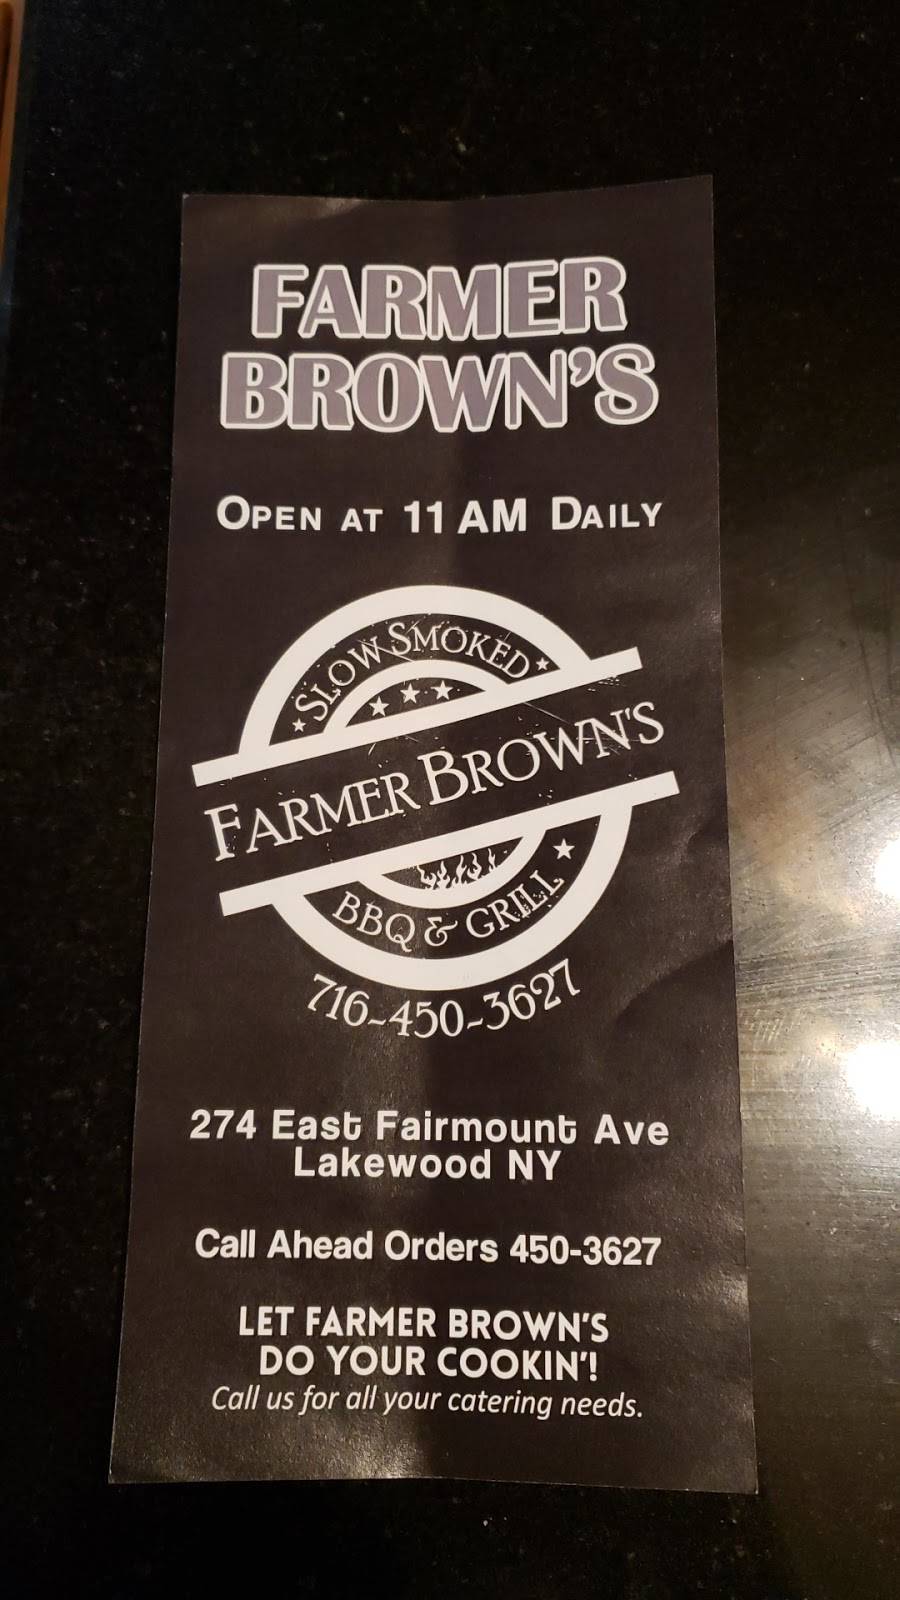 FARMER
BROWN'S
OPEN AT 11 AM DAILY
SLOW SMOKED
FARMER BROWN'S
BBQ & GRILL
716-450-3627
274 East Fairmount Ave
Lakewood NY
Call Ahead Orders 450-3627
LET FARMER BROWN'S
DO YOUR COOKIN'!
Call us for all your catering needs.